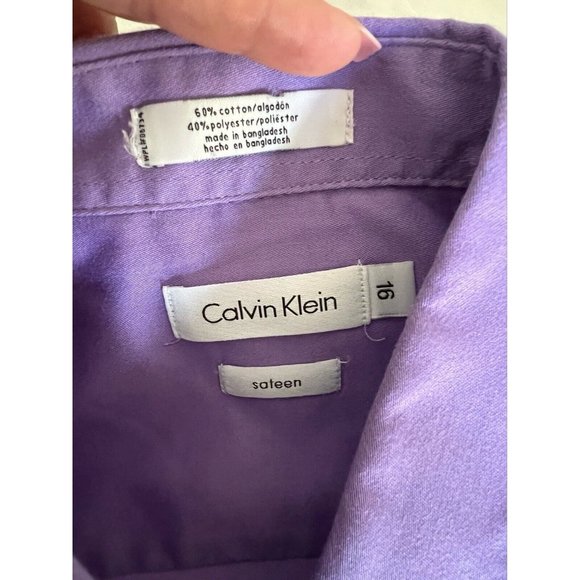 60% cotton/algodón
40% polyester/poliéster
made in bangladesh
hecho en bangladesh
Calvin Klein
16
sateen